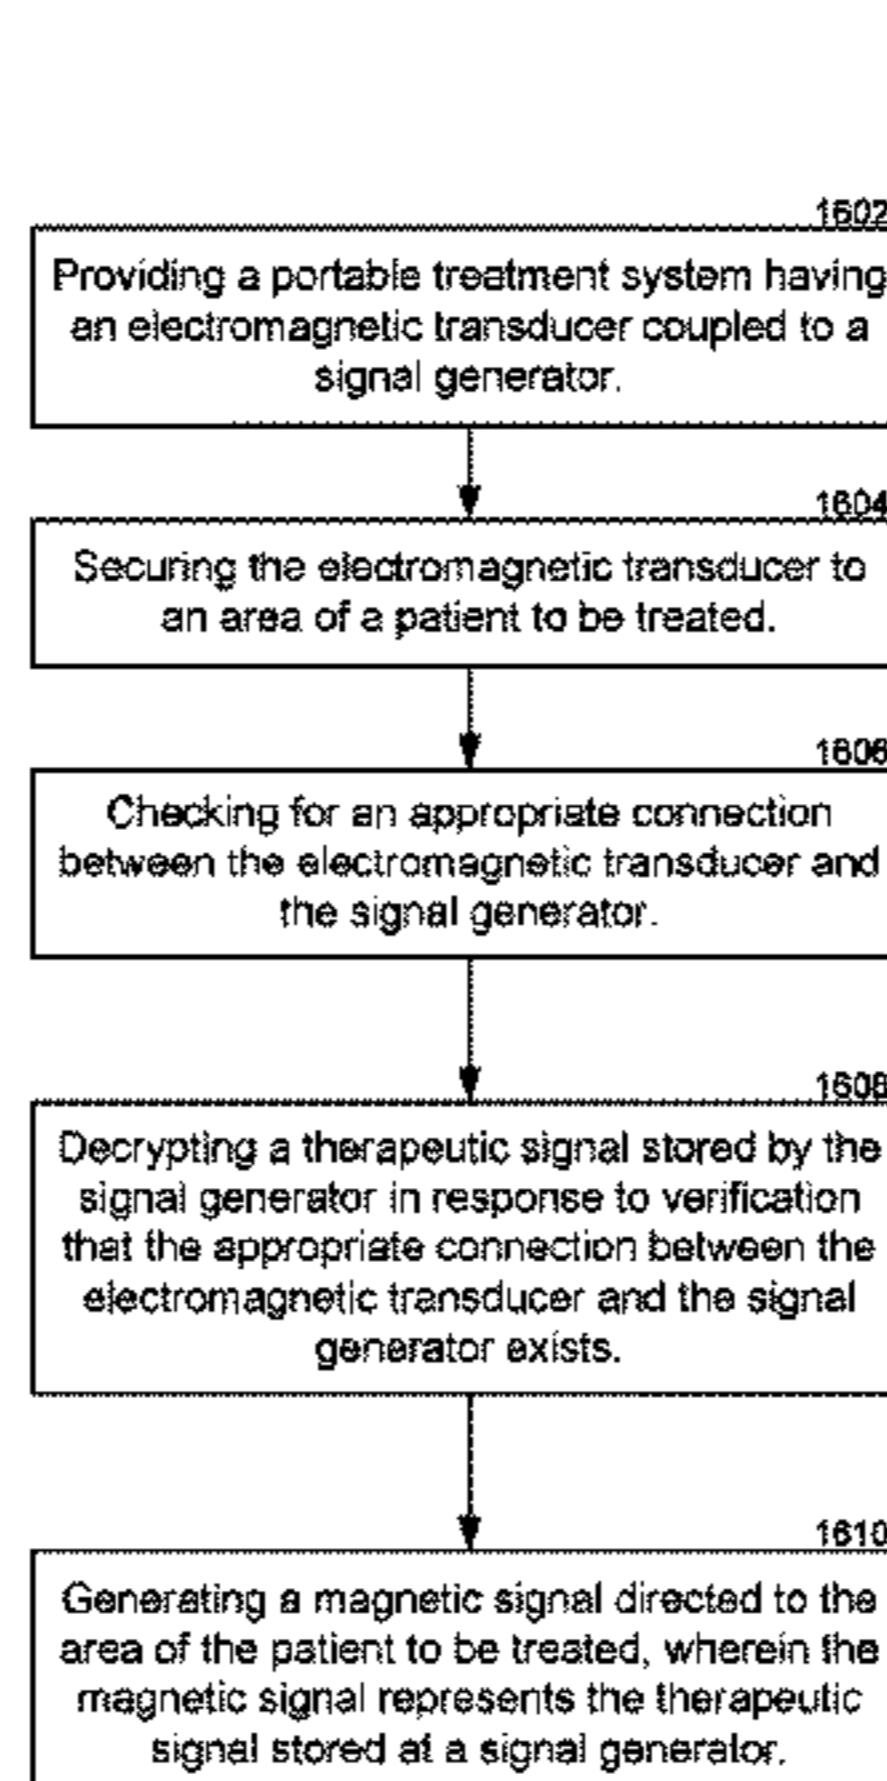 1602
Providing a portable treatment system having
an electromagnetic transducer coupled to a
signal generator.
1604
Securing the electromagnetic transducer to
an area of a patient to be treated.
1606
Checking for an appropriate connection
between the electromagnetic transducer and
the signal generator.
1608
Decrypting a therapeutic signal stored by the
signal generator in response to verification
that the appropriate connection between the
electromagnetic transducer and the signal
generator exists.
1610
Generating a magnetic signal directed to the
area of the patient to be treated, wherein the
magnetic signal represents the therapeutic
signal stored at a signal generator.